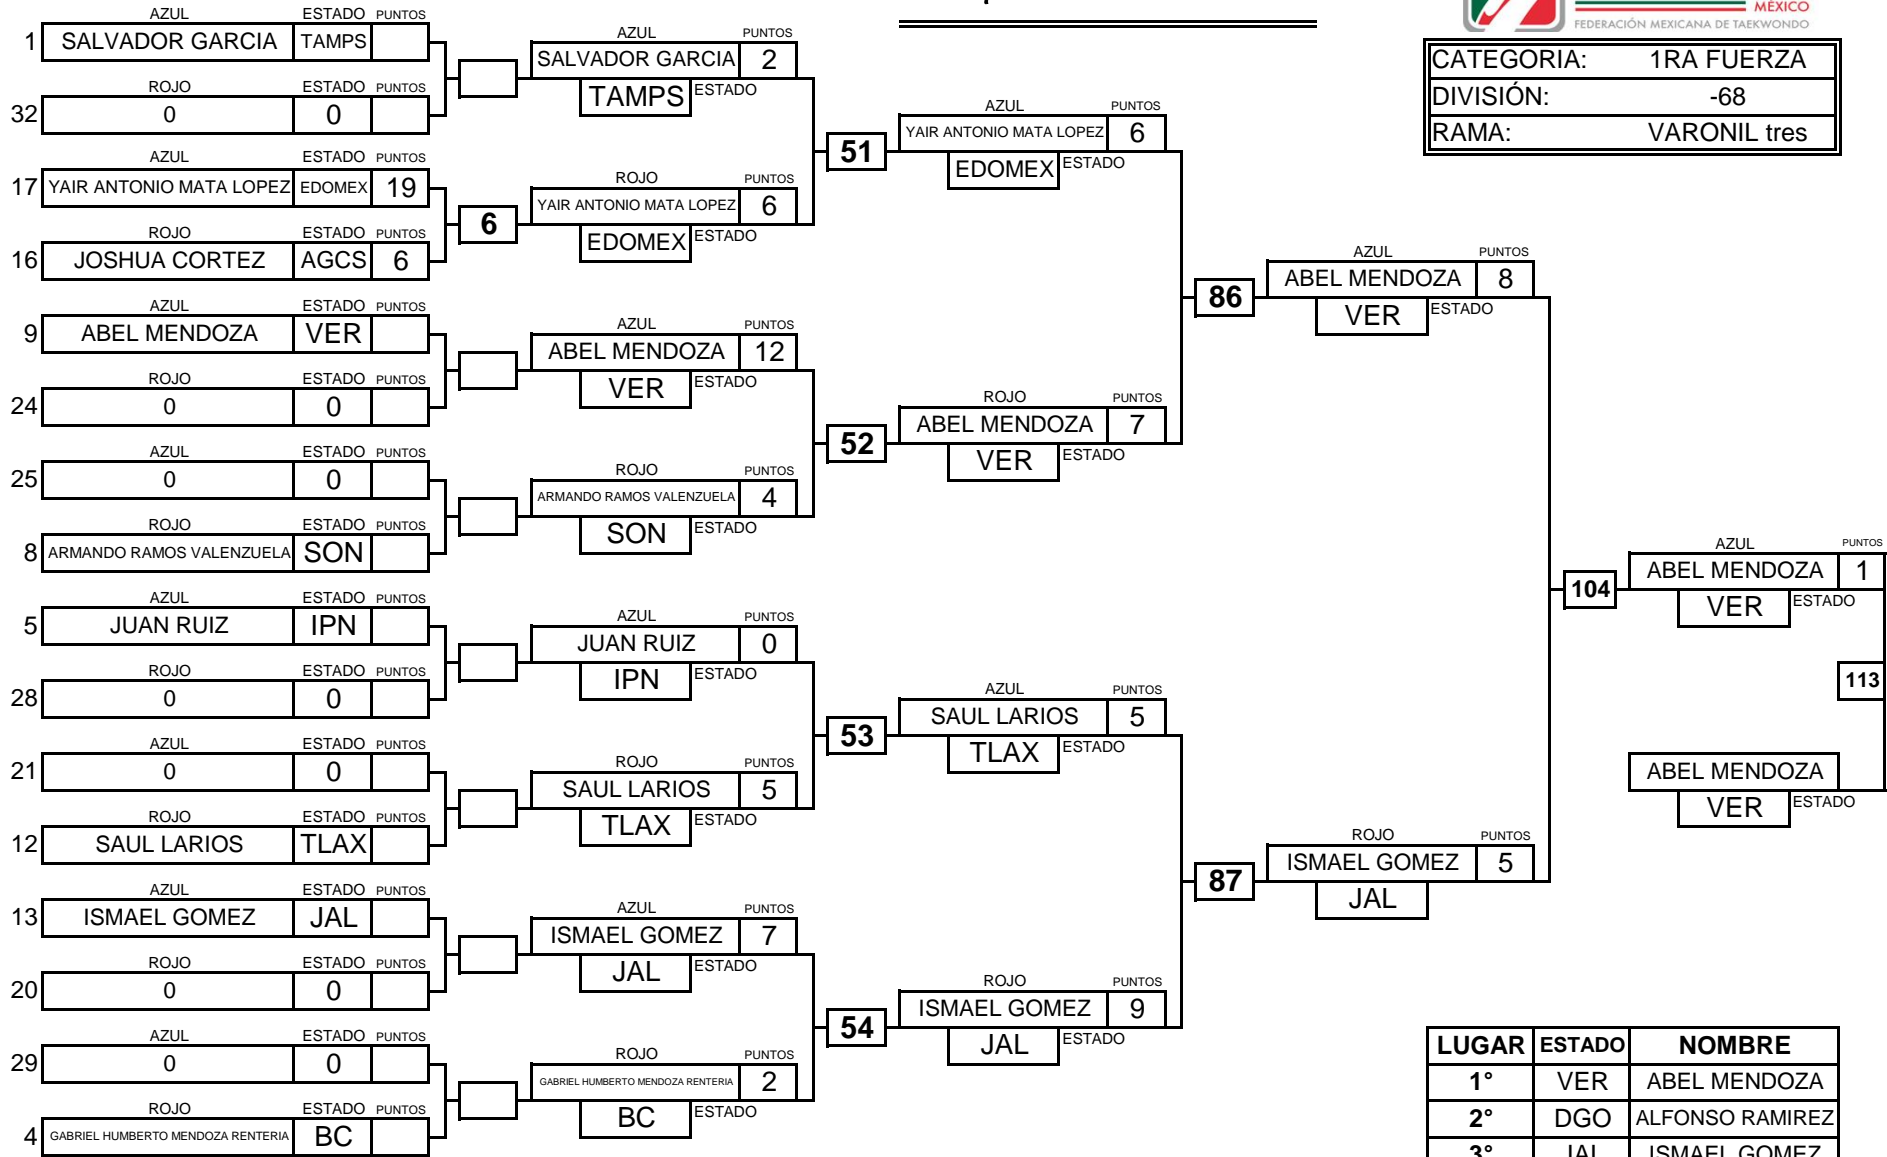 MÉXICO
FEDERACIÓN MEXICANA DE TAEKWONDO
CATEGORIA: 1RA FUERZA
DIVISIÓN: -68
RAMA: VARONIL tres
AZUL ESTADO PUNTOS
1 SALVADOR GARCIA TAMPS
ROJO ESTADO PUNTOS
32 0 0
AZUL ESTADO PUNTOS
17 YAIR ANTONIO MATA LOPEZ EDOMEX 19
ROJO ESTADO PUNTOS
16 JOSHUA CORTEZ AGCS 6
AZUL ESTADO PUNTOS
9 ABEL MENDOZA VER
ROJO ESTADO PUNTOS
24 0 0
AZUL ESTADO PUNTOS
25 0 0
ROJO ESTADO PUNTOS
8 ARMANDO RAMOS VALENZUELA SON
AZUL ESTADO PUNTOS
5 JUAN RUIZ IPN
ROJO ESTADO PUNTOS
28 0 0
AZUL ESTADO PUNTOS
21 0 0
ROJO ESTADO PUNTOS
12 SAUL LARIOS TLAX
AZUL ESTADO PUNTOS
13 ISMAEL GOMEZ JAL
ROJO ESTADO PUNTOS
20 0 0
AZUL ESTADO PUNTOS
29 0 0
ROJO ESTADO PUNTOS
4 GABRIEL HUMBERTO MENDOZA RENTERIA BC
6
AZUL PUNTOS
SALVADOR GARCIA 2
TAMPS ESTADO
ROJO PUNTOS
YAIR ANTONIO MATA LOPEZ 6
EDOMEX ESTADO
AZUL PUNTOS
ABEL MENDOZA 12
VER ESTADO
ROJO PUNTOS
ARMANDO RAMOS VALENZUELA 4
SON ESTADO
AZUL PUNTOS
JUAN RUIZ 0
IPN ESTADO
ROJO PUNTOS
SAUL LARIOS 5
TLAX ESTADO
AZUL PUNTOS
ISMAEL GOMEZ 7
JAL ESTADO
ROJO PUNTOS
GABRIEL HUMBERTO MENDOZA RENTERIA 2
BC ESTADO
51
52
53
54
AZUL PUNTOS
YAIR ANTONIO MATA LOPEZ 6
EDOMEX ESTADO
ROJO PUNTOS
ABEL MENDOZA 7
VER ESTADO
AZUL PUNTOS
SAUL LARIOS 5
TLAX ESTADO
ROJO PUNTOS
ISMAEL GOMEZ 9
JAL ESTADO
86
87
AZUL PUNTOS
ABEL MENDOZA 8
VER ESTADO
ROJO PUNTOS
ISMAEL GOMEZ 5
JAL
104
AZUL PUNTOS
ABEL MENDOZA 1
VER ESTADO
113
ABEL MENDOZA
VER ESTADO
LUGAR ESTADO NOMBRE
1° VER ABEL MENDOZA
2° DGO ALFONSO RAMIREZ
3° JAL ISMAEL GOMEZ